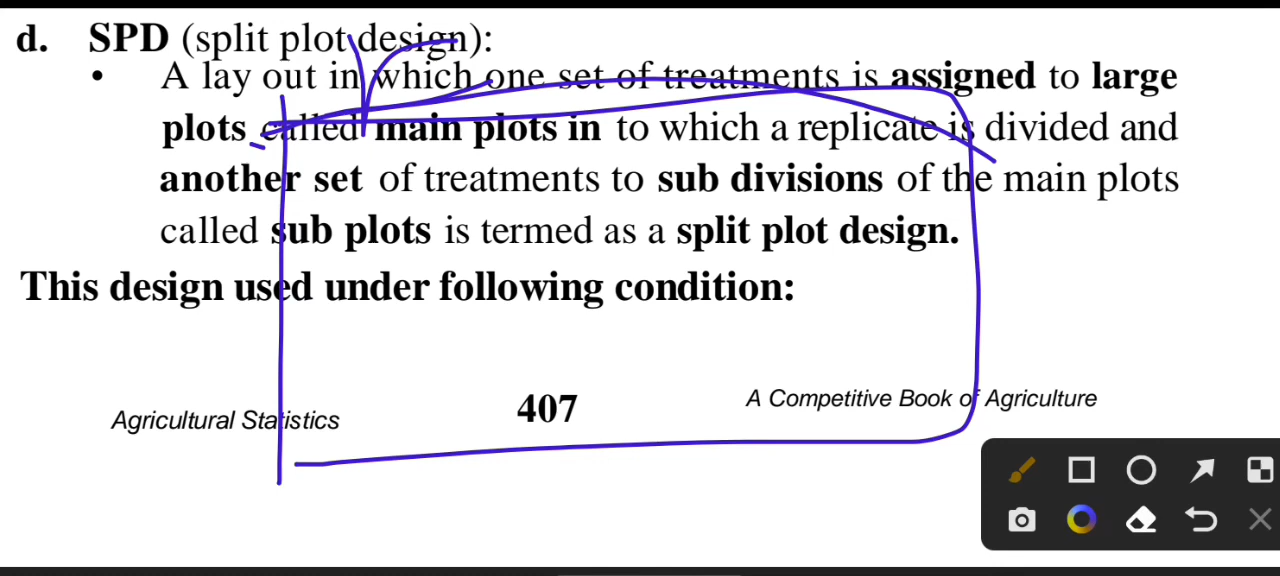 d. SPD (split plot design):
• A lay out in which one set of treatments is assigned to large
plots called main plots in to which a replicate is divided and
another set of treatments to sub divisions of the main plots
called sub plots is termed as a split plot design.
This design used under following condition:
Agricultural Statistics 407 A Competitive Book of Agriculture